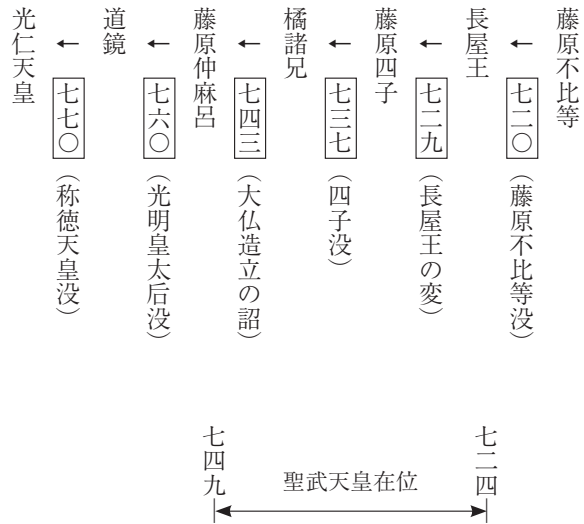 藤原不比等
← 七二〇（藤原不比等没）
長屋王
← 七二九（長屋王の変）
藤原四子
← 七三七（四子没）
橘諸兄
← 七四三（大仏造立の詔）
藤原仲麻呂
← 七六〇（光明皇太后没）
道鏡
← 七七〇（称徳天皇没）
光仁天皇
七二四
聖武天皇在位
七四九